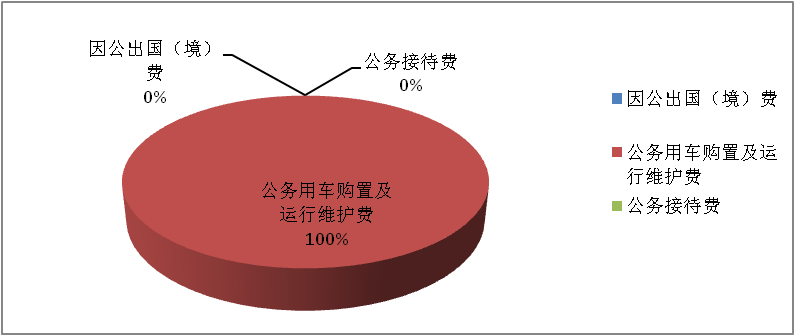 因公出国（境）
费
0%
公务接待费
0%
公务用车购置及
运行维护费
100%
因公出国（境）费
公务用车购置及运
行维护费
公务接待费